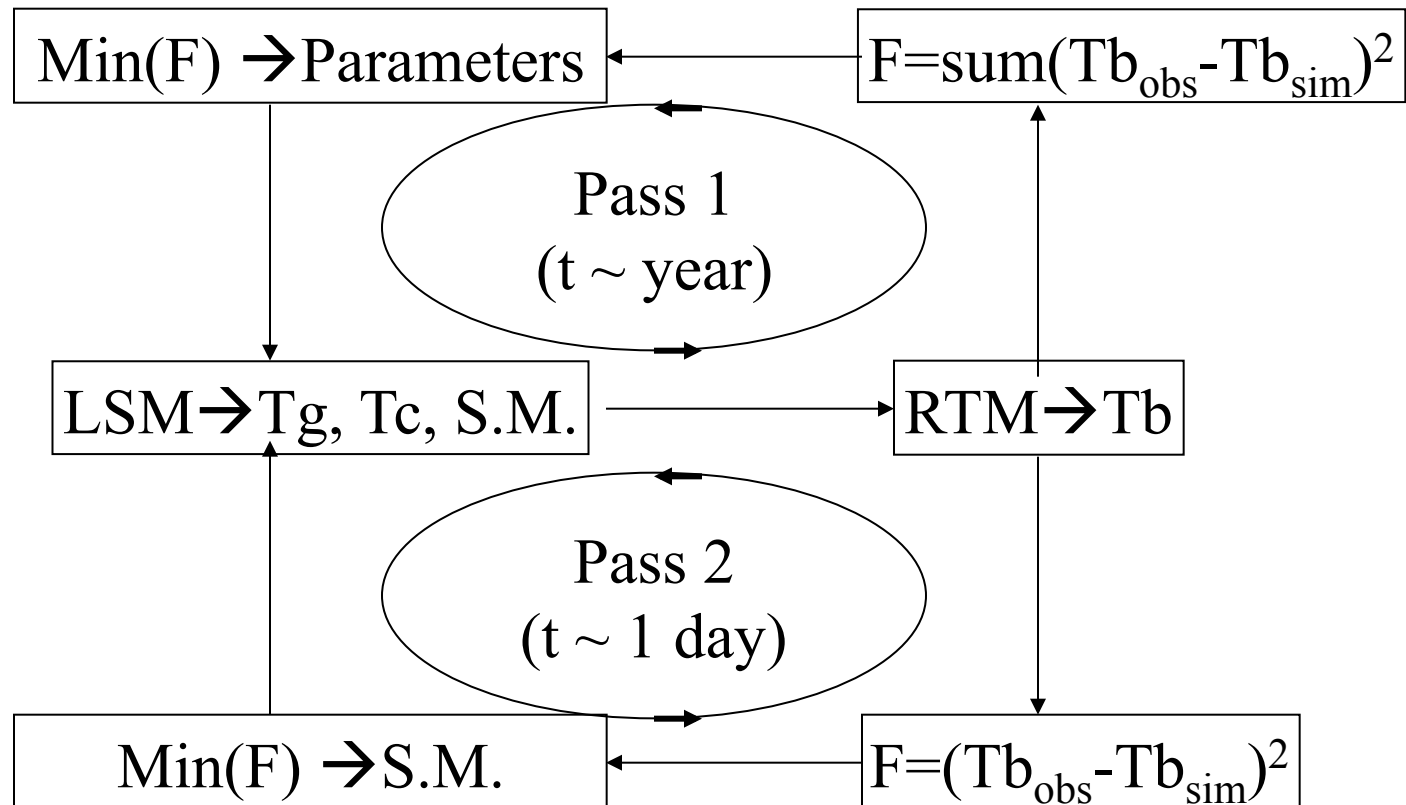 Min(F) →Parameters
F=sum(Tb_obs-Tb_sim)^2
Pass 1
(t ~ year)
LSM→Tg, Tc, S.M.
RTM→Tb
Pass 2
(t ~ 1 day)
Min(F) →S.M.
F=(Tb_obs-Tb_sim)^2